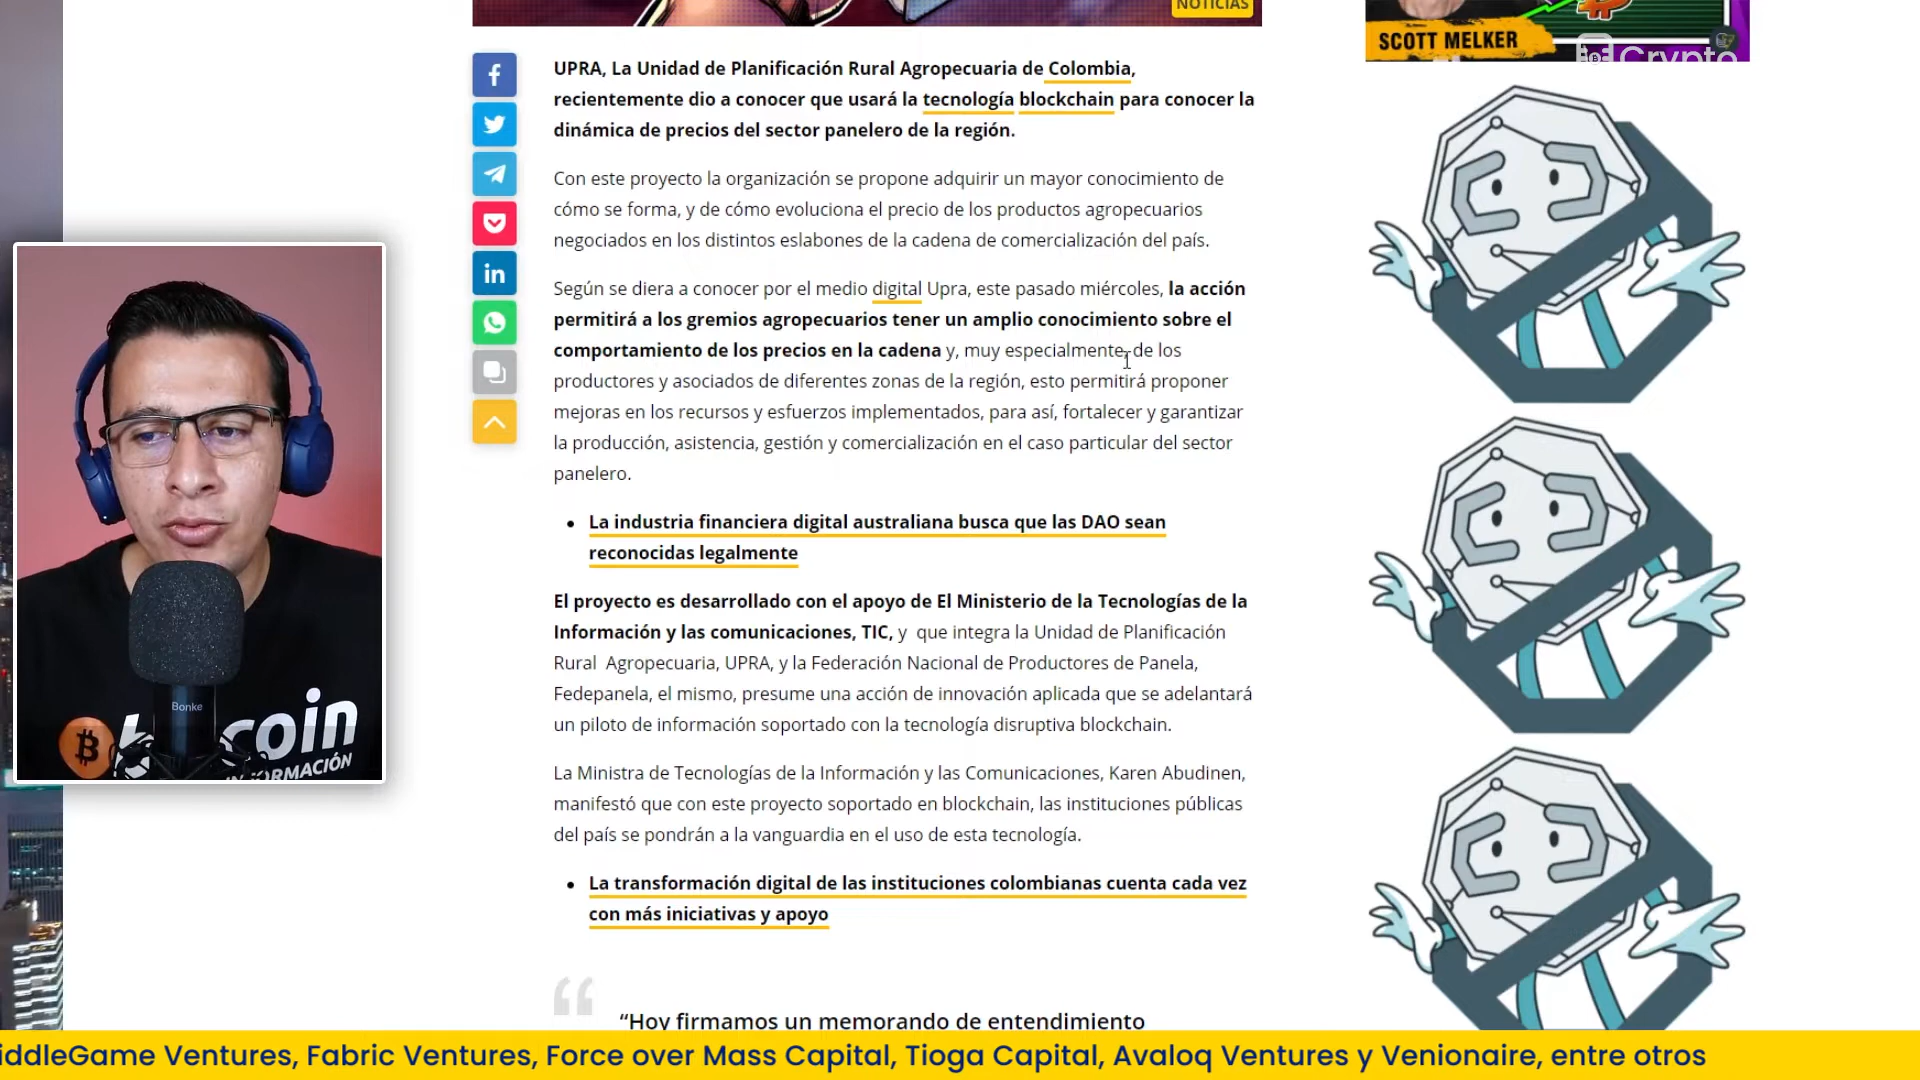 NOTICIAS
SCOTT MELKER
Crypto
UPRA, La Unidad de Planificación Rural Agropecuaria de Colombia,
recientemente dio a conocer que usará la tecnología blockchain para conocer la
dinámica de precios del sector panelero de la región.
Con este proyecto la organización se propone adquirir un mayor conocimiento de
cómo se forma, y de cómo evoluciona el precio de los productos agropecuarios
negociados en los distintos eslabones de la cadena de comercialización del país.
Según se diera a conocer por el medio digital Upra, este pasado miércoles, la acción
permitirá a los gremios agropecuarios tener un amplio conocimiento sobre el
comportamiento de los precios en la cadena y, muy especialmente, de los
productores y asociados de diferentes zonas de la región, esto permitirá proponer
mejoras en los recursos y esfuerzos implementados, para así, fortalecer y garantizar
la producción, asistencia, gestión y comercialización en el caso particular del sector
panelero.
• La industria financiera digital australiana busca que las DAO sean
reconocidas legalmente
El proyecto es desarrollado con el apoyo de El Ministerio de la Tecnologías de la
Información y las comunicaciones, TIC, y que integra la Unidad de Planificación
Rural Agropecuaria, UPRA, y la Federación Nacional de Productores de Panela,
Fedepanela, el mismo, presume una acción de innovación aplicada que se adelantará
un piloto de información soportado con la tecnología disruptiva blockchain.
La Ministra de Tecnologías de la Información y las Comunicaciones, Karen Abudinen,
manifestó que con este proyecto soportado en blockchain, las instituciones públicas
del país se pondrán a la vanguardia en el uso de esta tecnología.
• La transformación digital de las instituciones colombianas cuenta cada vez
con más iniciativas y apoyo
“Hoy firmamos un memorando de entendimiento
Bonke
coin
iddleGame Ventures, Fabric Ventures, Force over Mass Capital, Tioga Capital, Avaloq Ventures y Venionaire, entre otros